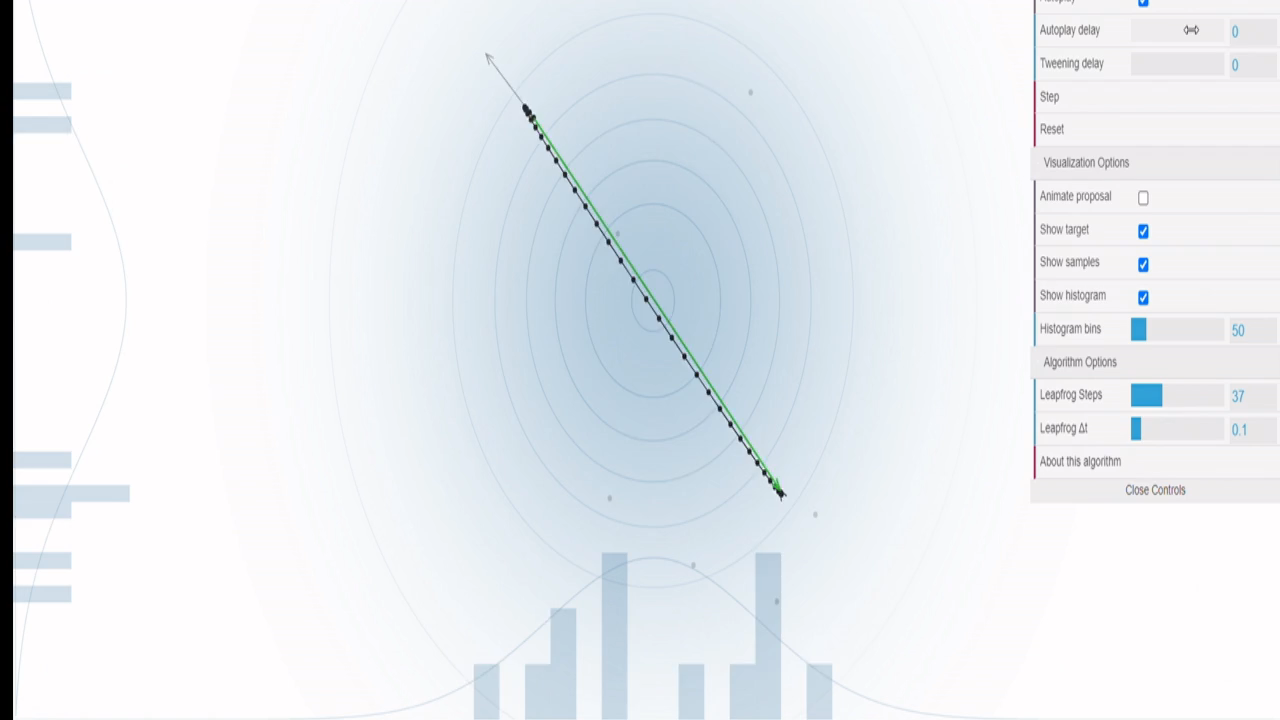 Autoplay delay 0
Tweening delay 0
Step
Reset
Visualization Options
Animate proposal
Show target
Show samples
Show histogram
Histogram bins 50
Algorithm Options
Leapfrog Steps 37
Leapfrog Δt 0.1
About this algorithm
Close Controls